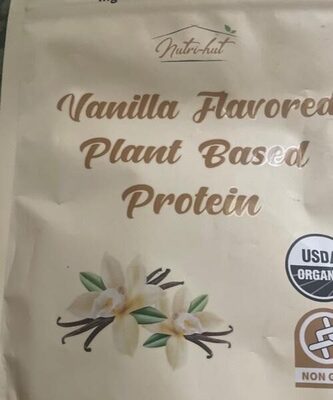 Nutri-hut
Vanilla Flavored
Plant Based
Protein
USDA
ORGANIC
NON